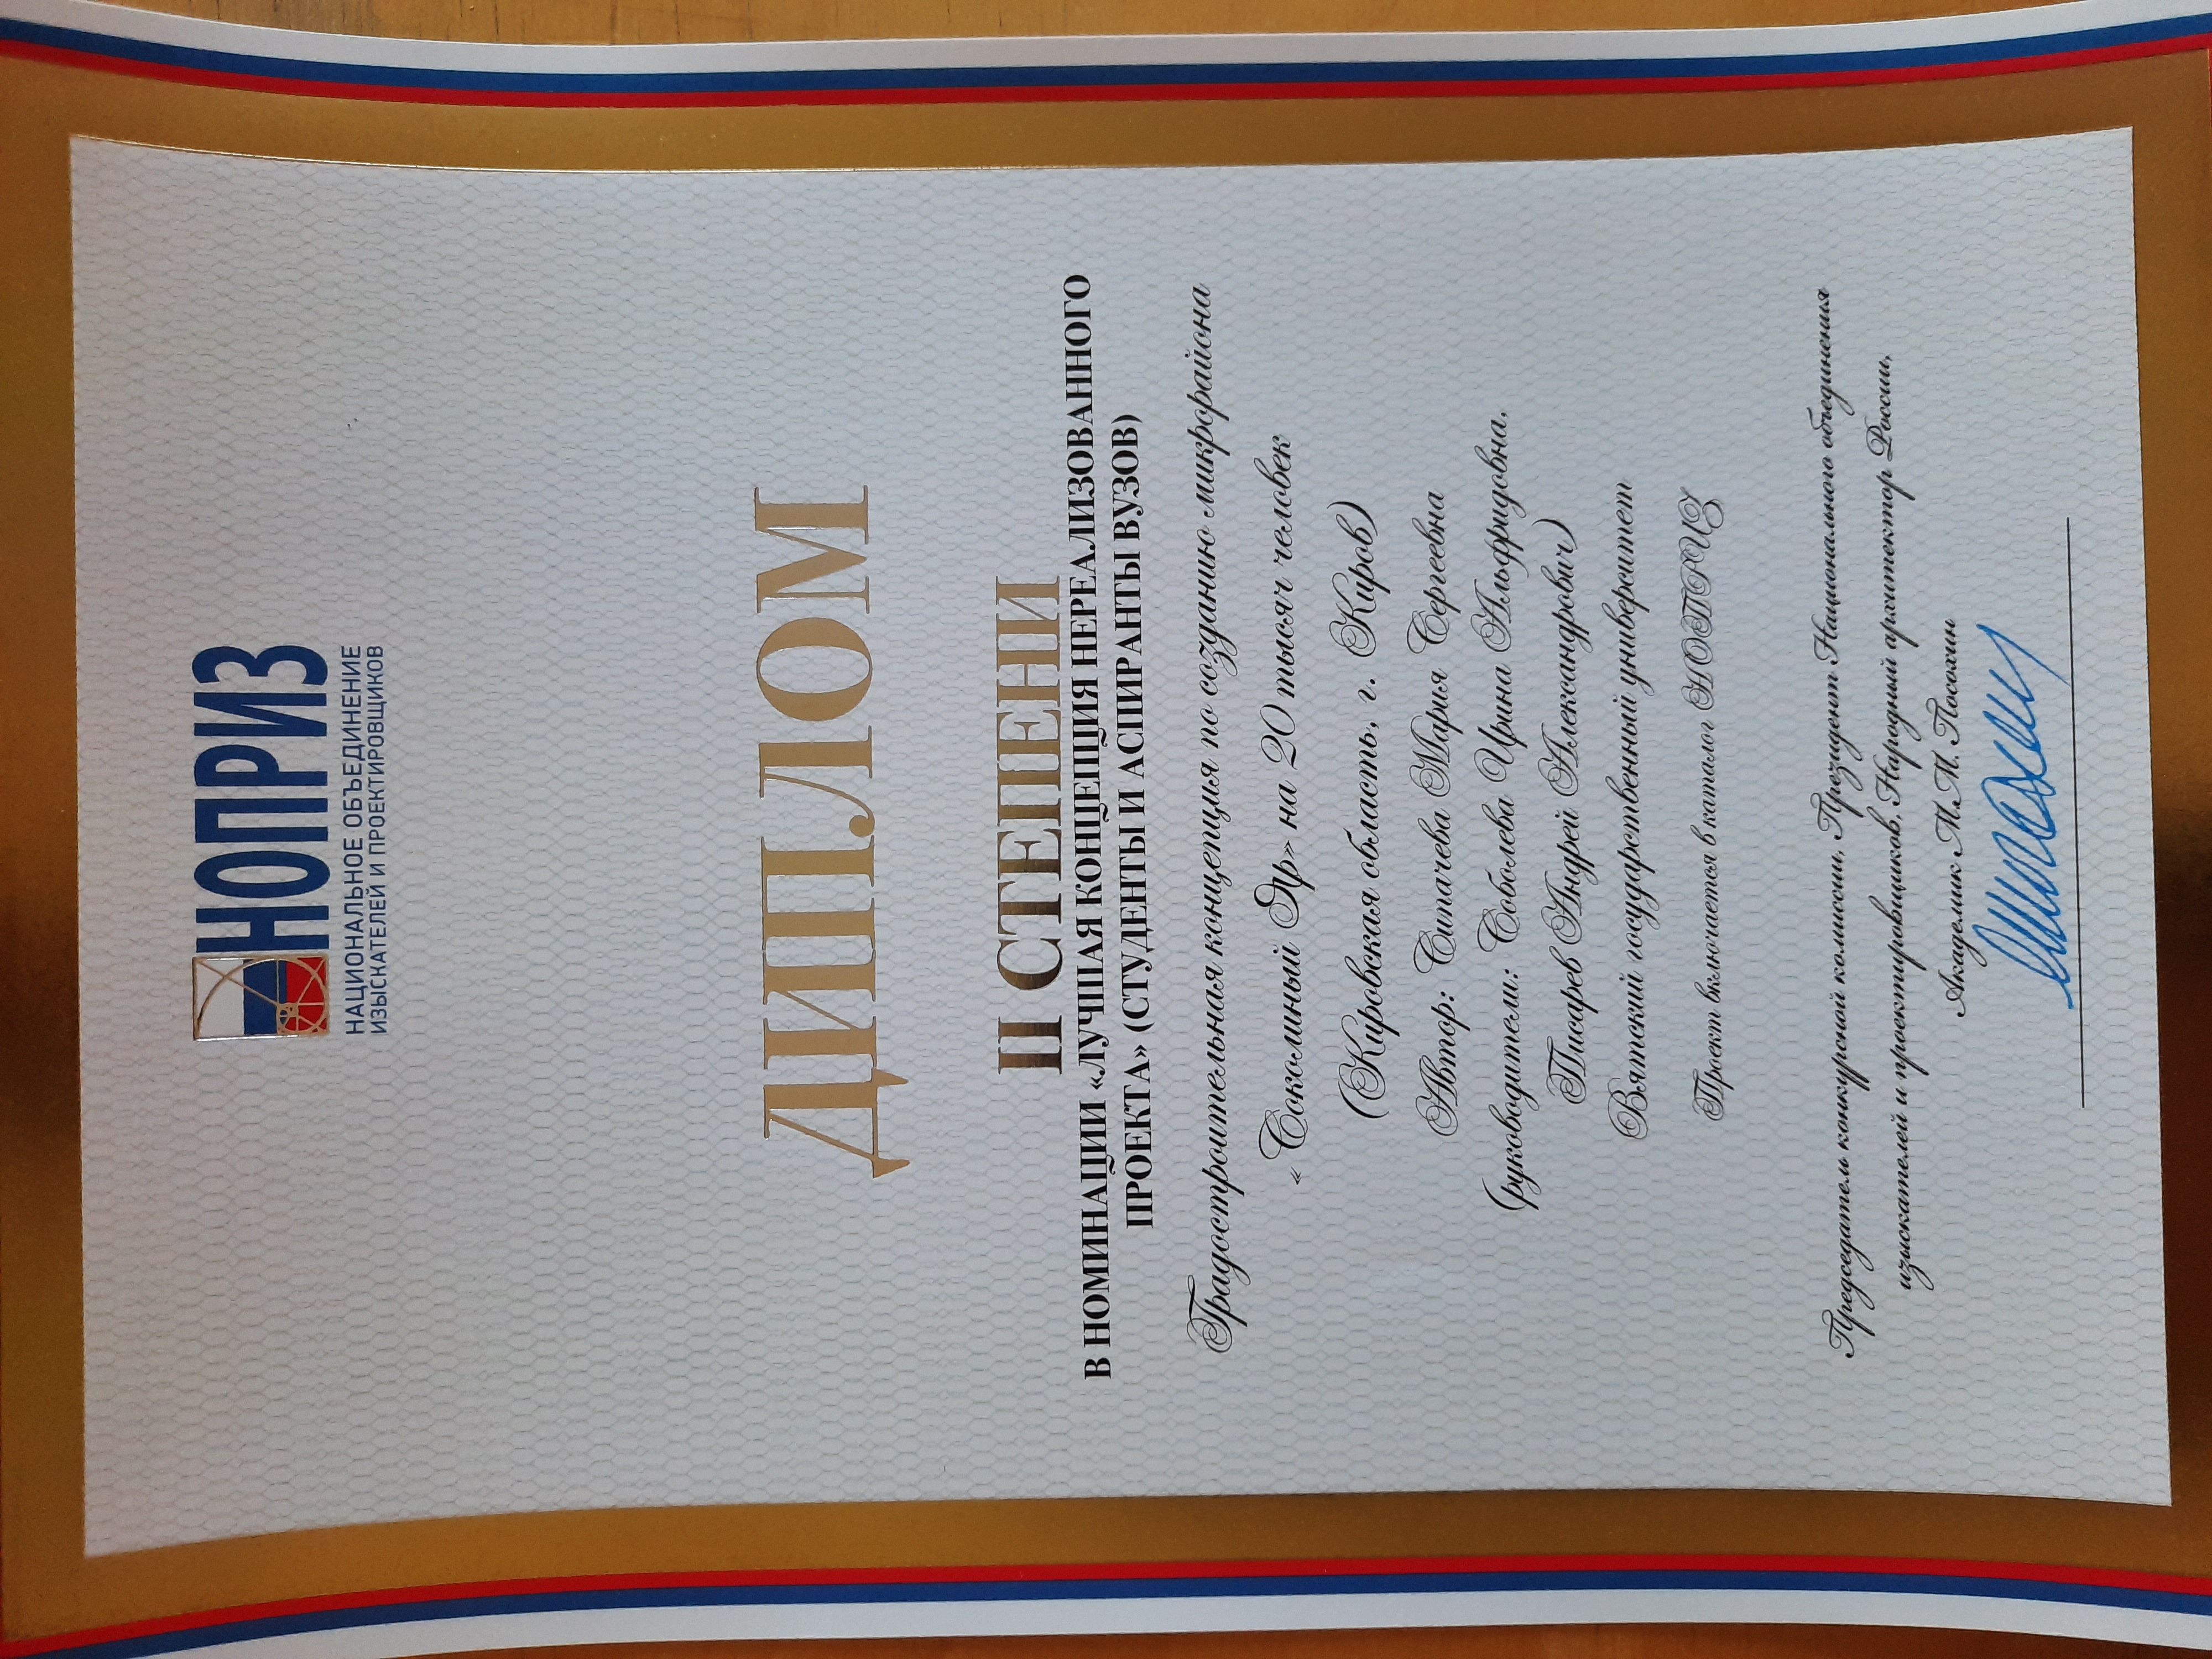 НОПРИЗ
НАЦИОНАЛЬНОЕ ОБЪЕДИНЕНИЕ
ИЗЫСКАТЕЛЕЙ И ПРОЕКТИРОВЩИКОВ
ДИПЛОМ
II СТЕПЕНИ
В НОМИНАЦИИ «ЛУЧШАЯ КОНЦЕПЦИЯ НЕРЕАЛИЗОВАННОГО
ПРОЕКТА» (СТУДЕНТЫ И АСПИРАНТЫ ВУЗОВ)
Градостроительная концепция по созданию микрорайона
«Соколиный Яр» на 20 тысяч человек
(Кировская область, г. Киров)
Автор: Сипачева Мария Сергеевна
(руководители: Соболева Ирина Альфридовна.
Писарев Андрей Александрович)
Вятский государственный университет
Проект включается в каталог НОПРИЗ
Председатель конкурсной комиссии, Президент Национального объединения
изыскателей и проектировщиков, Народный архитектор России,
Академик М.М. Посохин